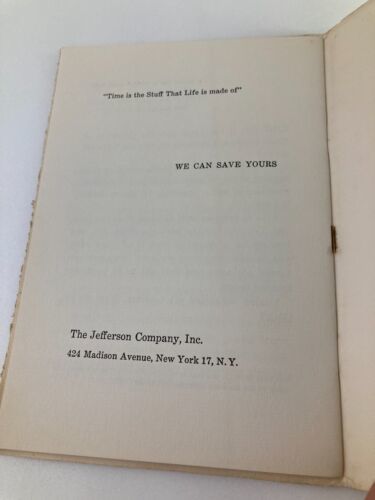 "Time is the Stuff That Life is made of"
WE CAN SAVE YOURS
The Jefferson Company, Inc.
424 Madison Avenue, New York 17, N.Y.